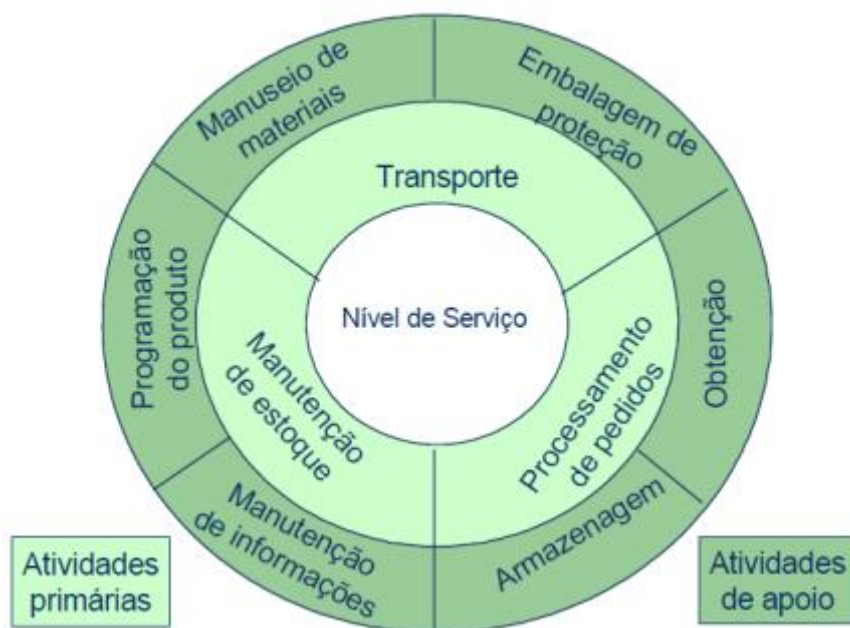 Manuseio de
materiais
Embalagem de
proteção
Transporte
Programação
do produto
Nível de Serviço
Obtenção
Manutenção
de estoque
Processamento
de pedidos
Manutenção
de informações
Armazenagem
Atividades
primárias
Atividades
de apoio